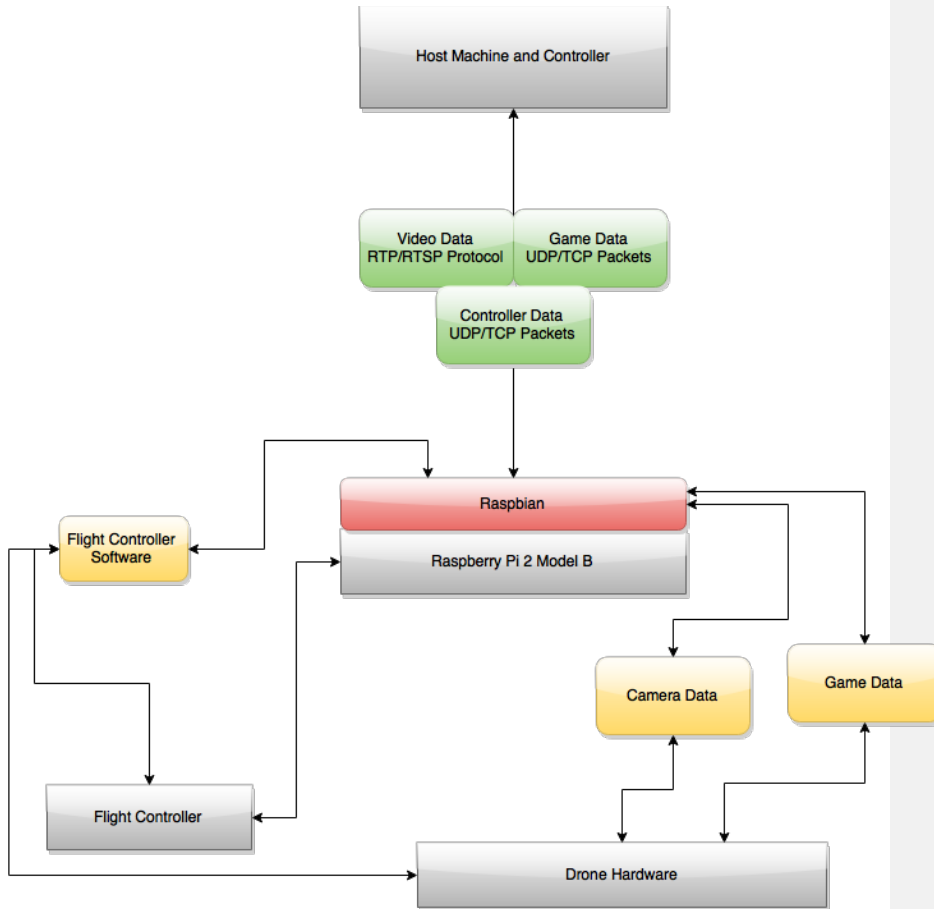 Host Machine and Controller
Video Data
RTP/RTSP Protocol
Game Data
UDP/TCP Packets
Controller Data
UDP/TCP Packets
Raspbian
Flight Controller
Software
Raspberry Pi 2 Model B
Camera Data
Game Data
Flight Controller
Drone Hardware